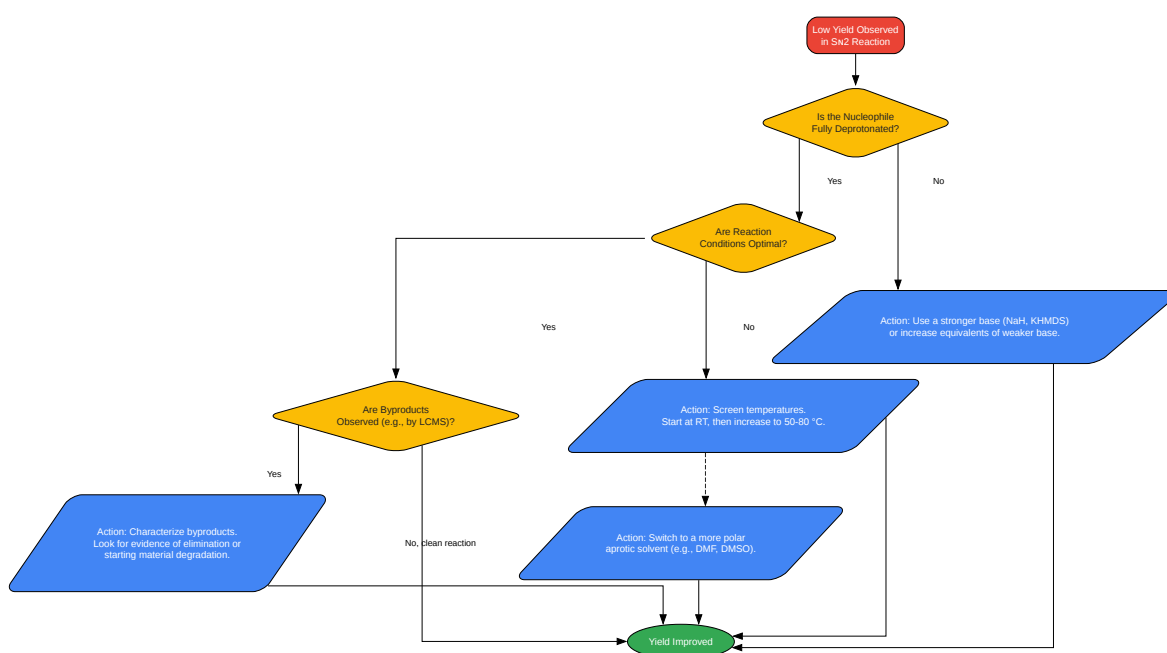 Low Yield Observed
in Sɴ2 Reaction
Is the Nucleophile
Fully Deprotonated?
Yes
No
Are Reaction
Conditions Optimal?
Action: Use a stronger base (NaH, KHMDS)
or increase equivalents of weaker base.
Yes
No
Are Byproducts
Observed (e.g., by LCMS)?
Action: Screen temperatures.
Start at RT, then increase to 50-80 °C.
Yes
No, clean reaction
Action: Characterize byproducts.
Look for evidence of elimination or
starting material degradation.
Action: Switch to a more polar
aprotic solvent (e.g., DMF, DMSO).
Yield Improved